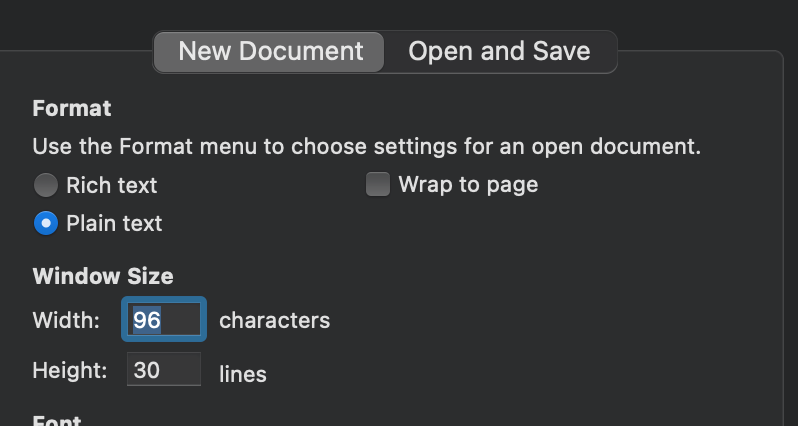 New Document Open and Save
Format
Use the Format menu to choose settings for an open document.
Rich text Wrap to page
Plain text
Window Size
Width: 96 characters
Height: 30 lines
Font